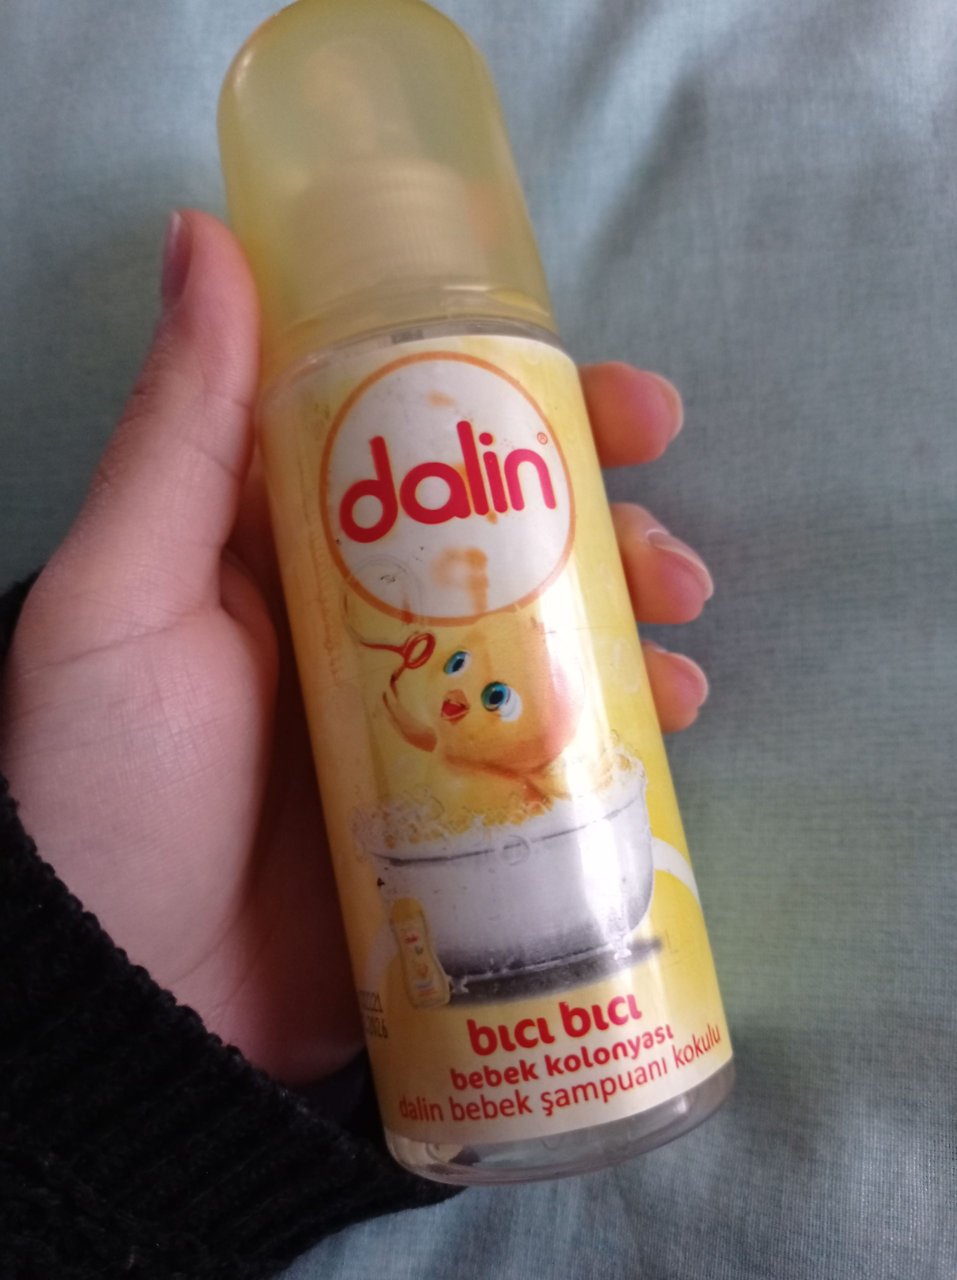 dalin®
bıcı bıcı
bebek kolonyası
dalin bebek şampuanı kokulu